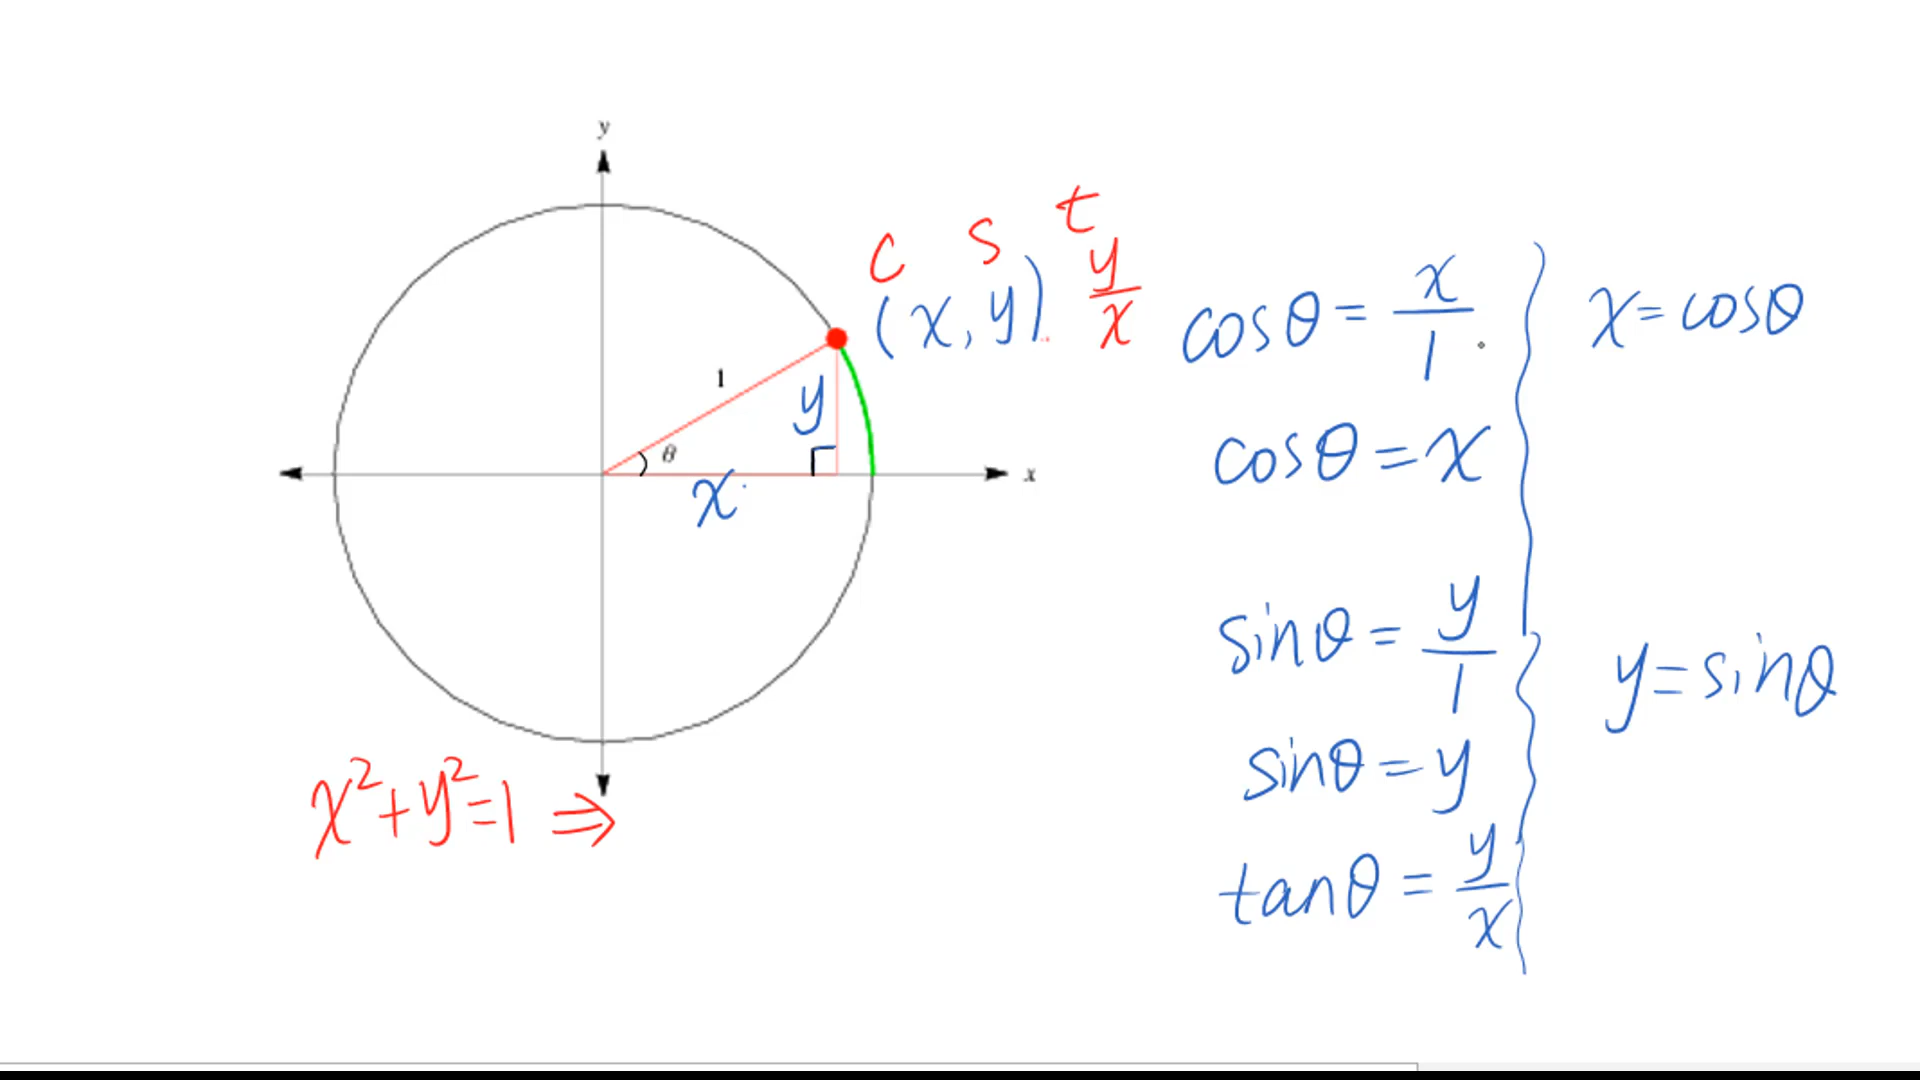 y
c s t
(x, y) y/x
1
y
θ
x
x
x²+y²=1 ⇒
cosθ = x/1
cosθ = x
sinθ = y/1
sinθ = y
tanθ = y/x
x = cosθ
y = sinθ